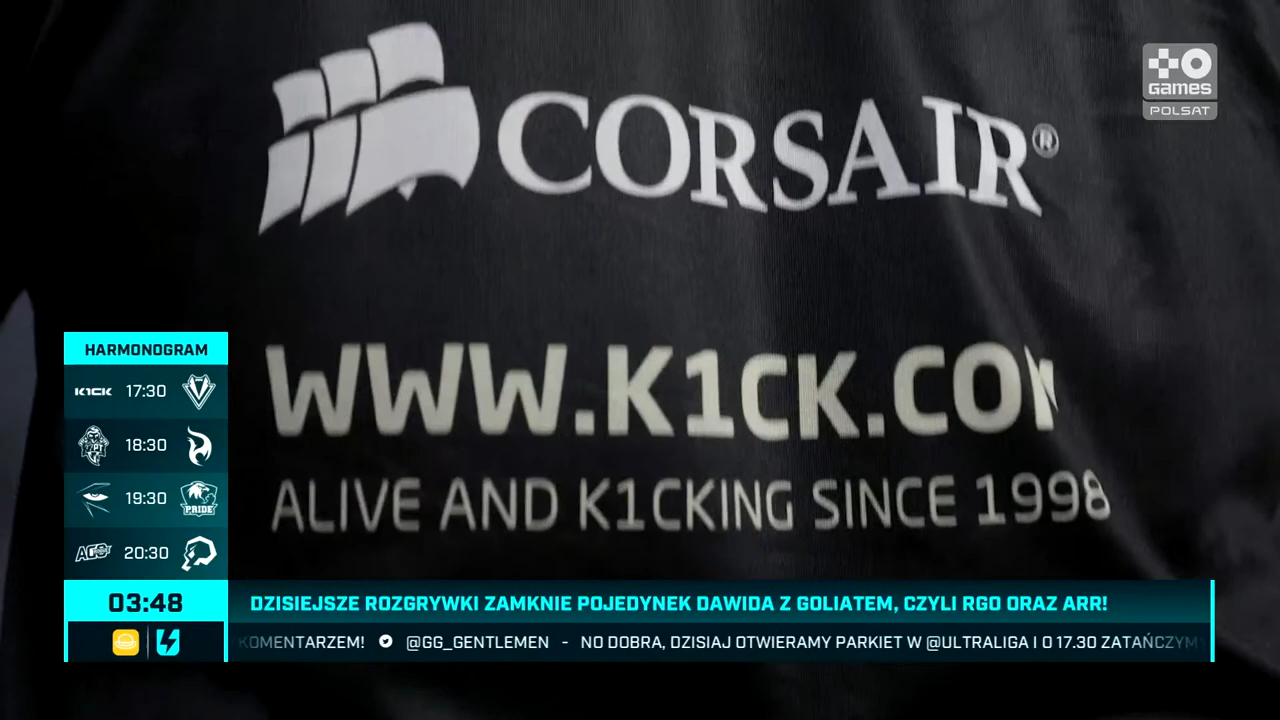 CORSAIR®
games
POLSAT
WWW.K1CK.COM
ALIVE AND K1CKING SINCE 1998
HARMONOGRAM
K1CK 17:30
18:30
19:30 PRIDE
AGO 20:30
03:48
DZISIEJSZE ROZGRYWKI ZAMKNIE POJEDYNEK DAWIDA Z GOLIATEM, CZYLI RGO ORAZ ARR!
KOMENTARZEM! @GG_GENTLEMEN - NO DOBRA, DZISIAJ OTWIERAMY PARKIET W @ULTRALIGA I O 17.30 ZATAŃCZYM